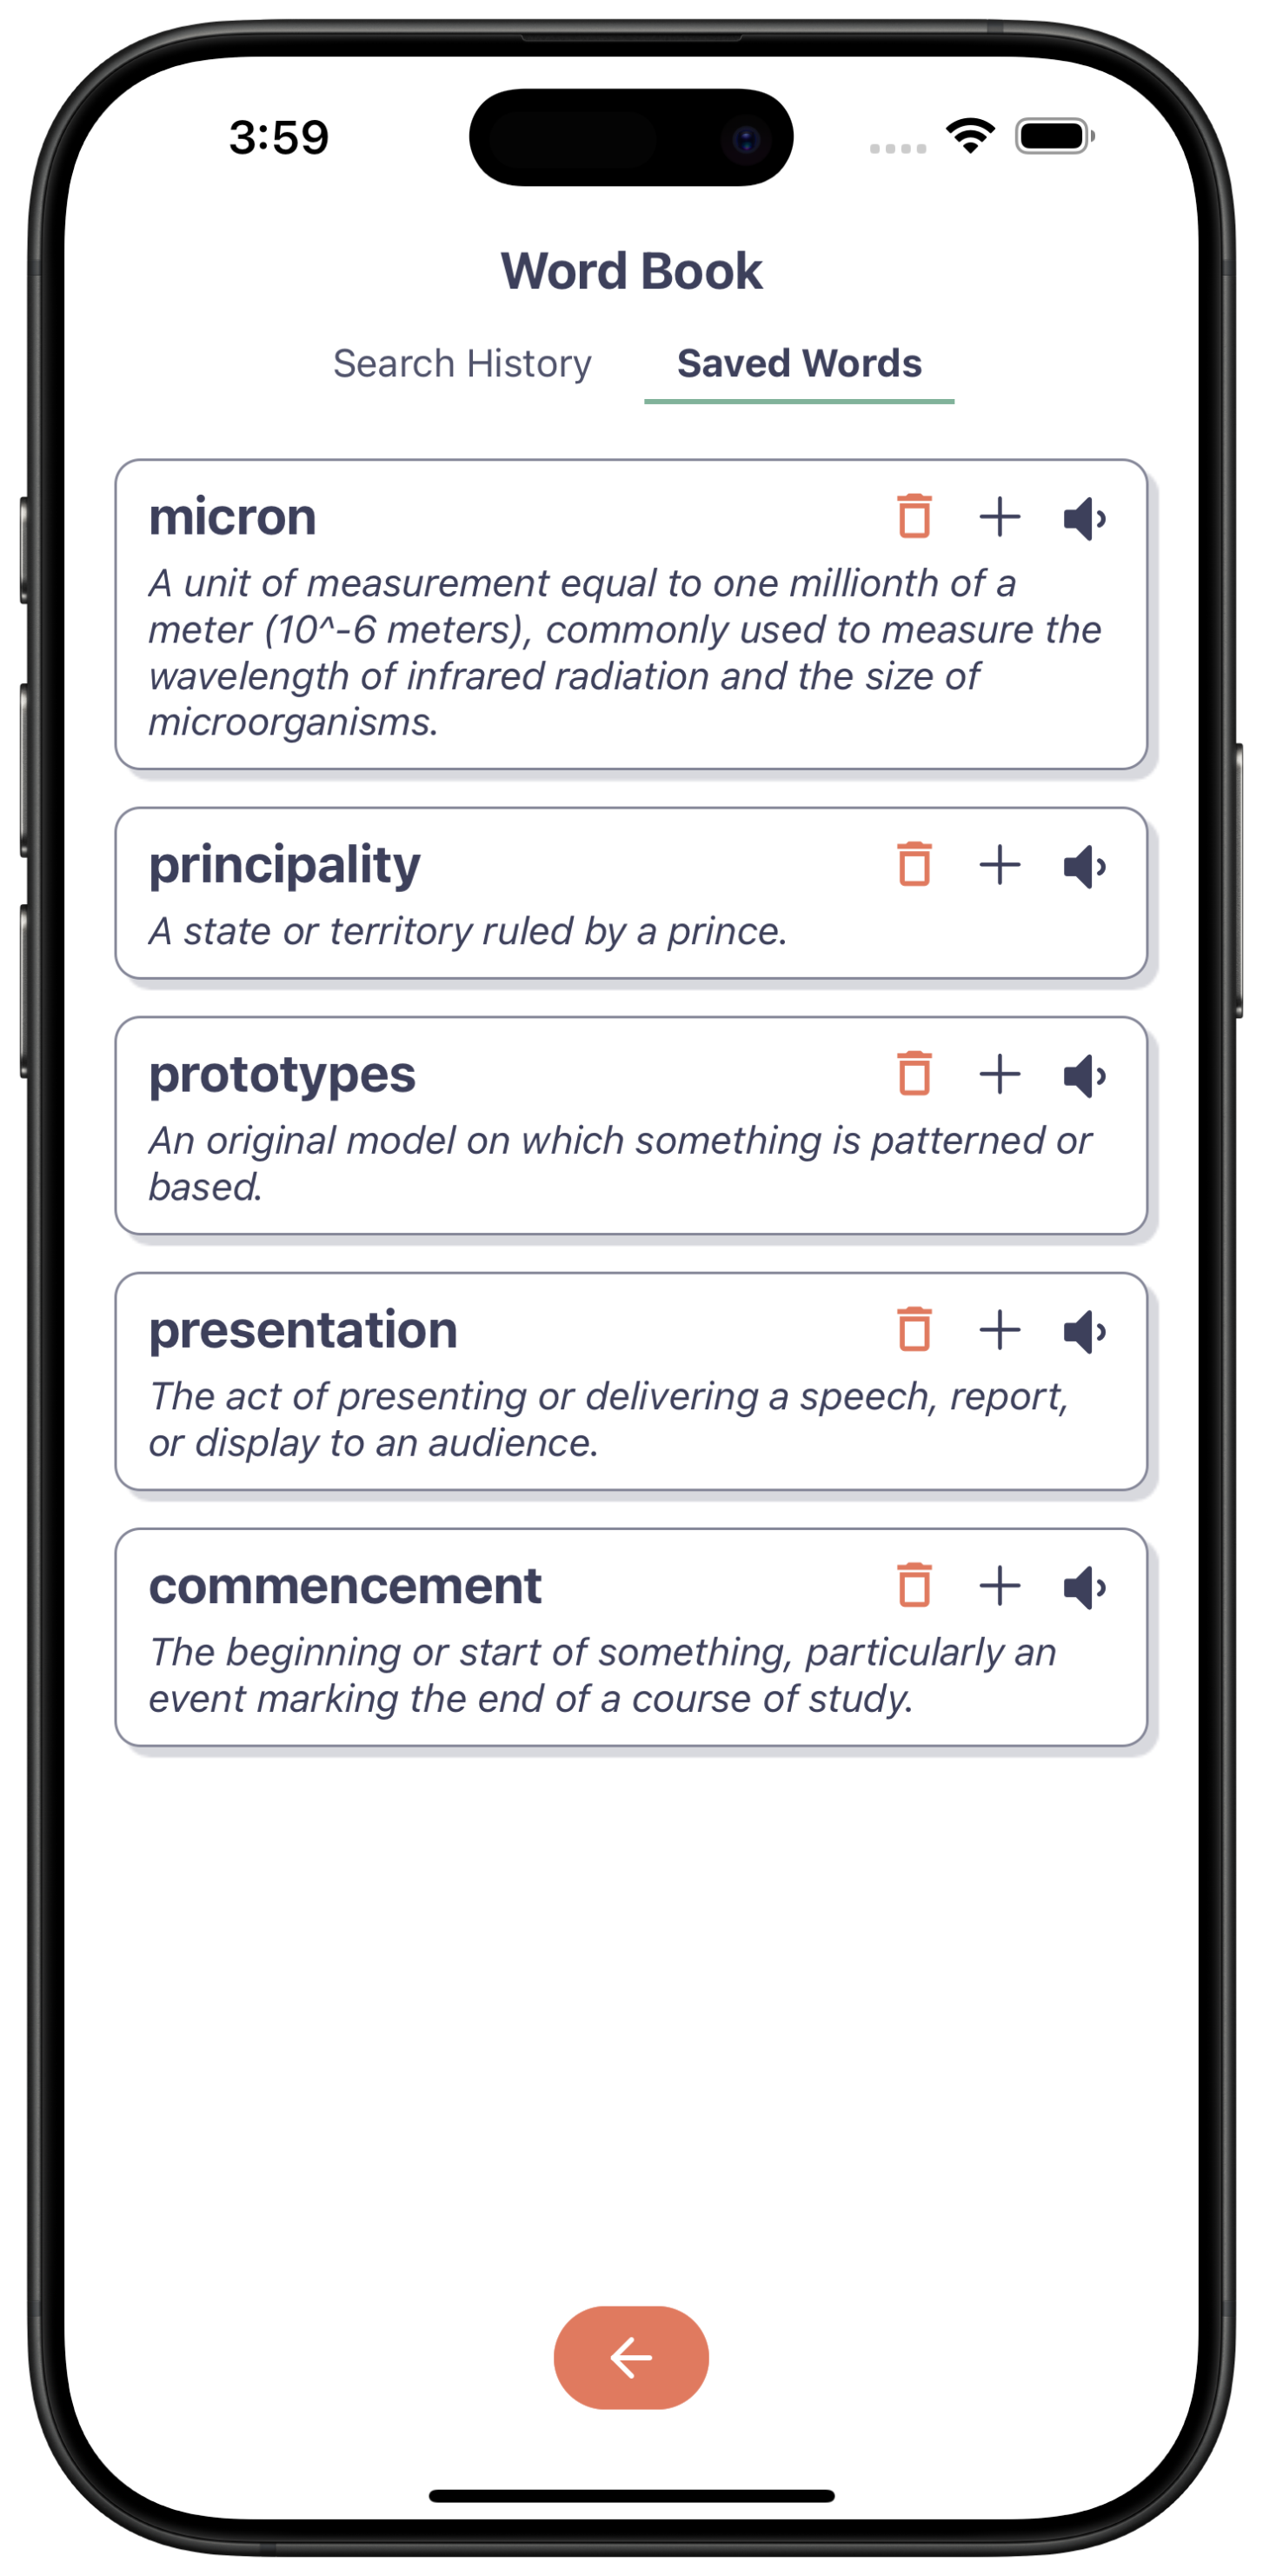 3:59
Word Book
Search History Saved Words
micron
A unit of measurement equal to one millionth of a
meter (10^-6 meters), commonly used to measure the
wavelength of infrared radiation and the size of
microorganisms.
principality
A state or territory ruled by a prince.
prototypes
An original model on which something is patterned or
based.
presentation
The act of presenting or delivering a speech, report,
or display to an audience.
commencement
The beginning or start of something, particularly an
event marking the end of a course of study.